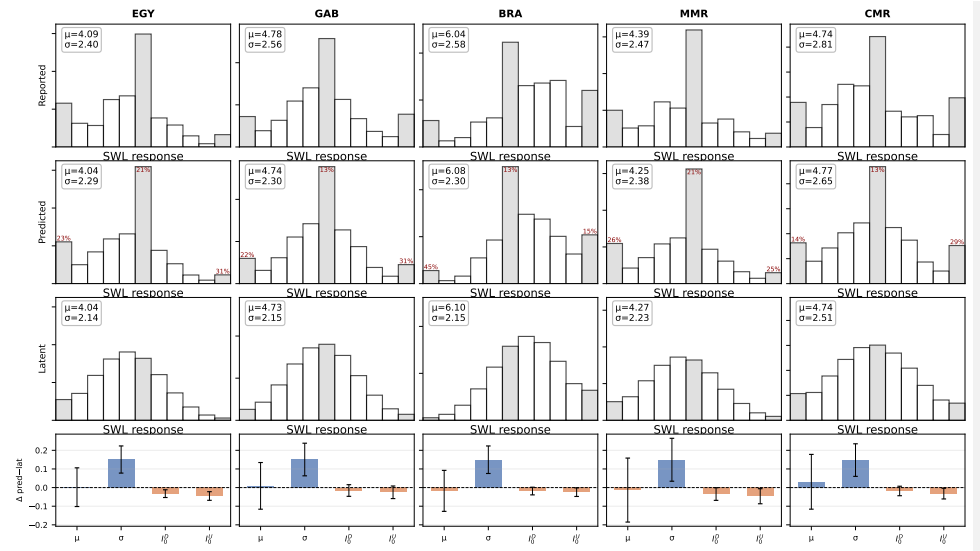 EGY GAB BRA MMR CMR
Reported
μ=4.09
σ=2.40
μ=4.78
σ=2.56
μ=6.04
σ=2.58
μ=4.39
σ=2.47
μ=4.74
σ=2.81
SWL response SWL response SWL response SWL response SWL response
Predicted
μ=4.04
σ=2.29
23% 21% 31%
μ=4.74
σ=2.30
22% 13% 31%
μ=6.08
σ=2.30
45% 13% 15%
μ=4.25
σ=2.38
26% 21% 25%
μ=4.77
σ=2.65
14% 13% 29%
SWL response SWL response SWL response SWL response SWL response
Latent
μ=4.04
σ=2.14
μ=4.73
σ=2.15
μ=6.10
σ=2.15
μ=4.27
σ=2.23
μ=4.74
σ=2.51
SWL response SWL response SWL response SWL response SWL response
Δ pred−lat
0.2
0.1
0.0
−0.1
−0.2
μ σ μ σ μ σ μ σ μ σ